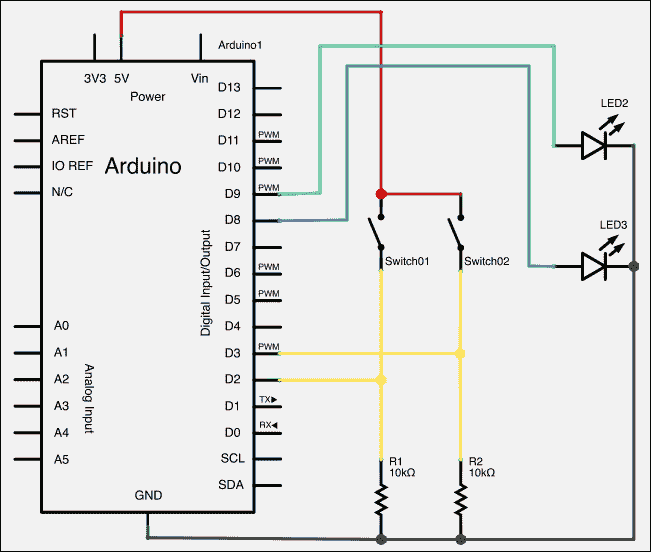 Arduino1
3V3 5V Vin
Power
D13
RST
D12
AREF
D11 PWM
IO REF
Arduino
D10
N/C
D9 PWM
D8
Digital Input/Output
D7
D6 PWM
D5
A0
D4
A1
D3 PWM
A2
D2
Analog Input
A3
D1 TX▶
A4
D0 RX◀
A5
SCL
SDA
GND
LED2
LED3
Switch01
Switch02
R1
10kΩ
R2
10kΩ